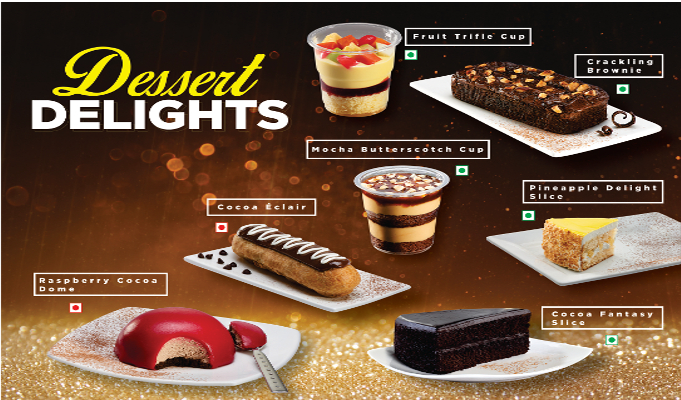 Dessert
DELIGHTS
Fruit Trifle Cup
Crackling
Brownie
Mocha Butterscotch Cup
Pineapple Delight
Slice
Cocoa Éclair
Raspberry Cocoa
Dome
Cocoa Fantasy
Slice